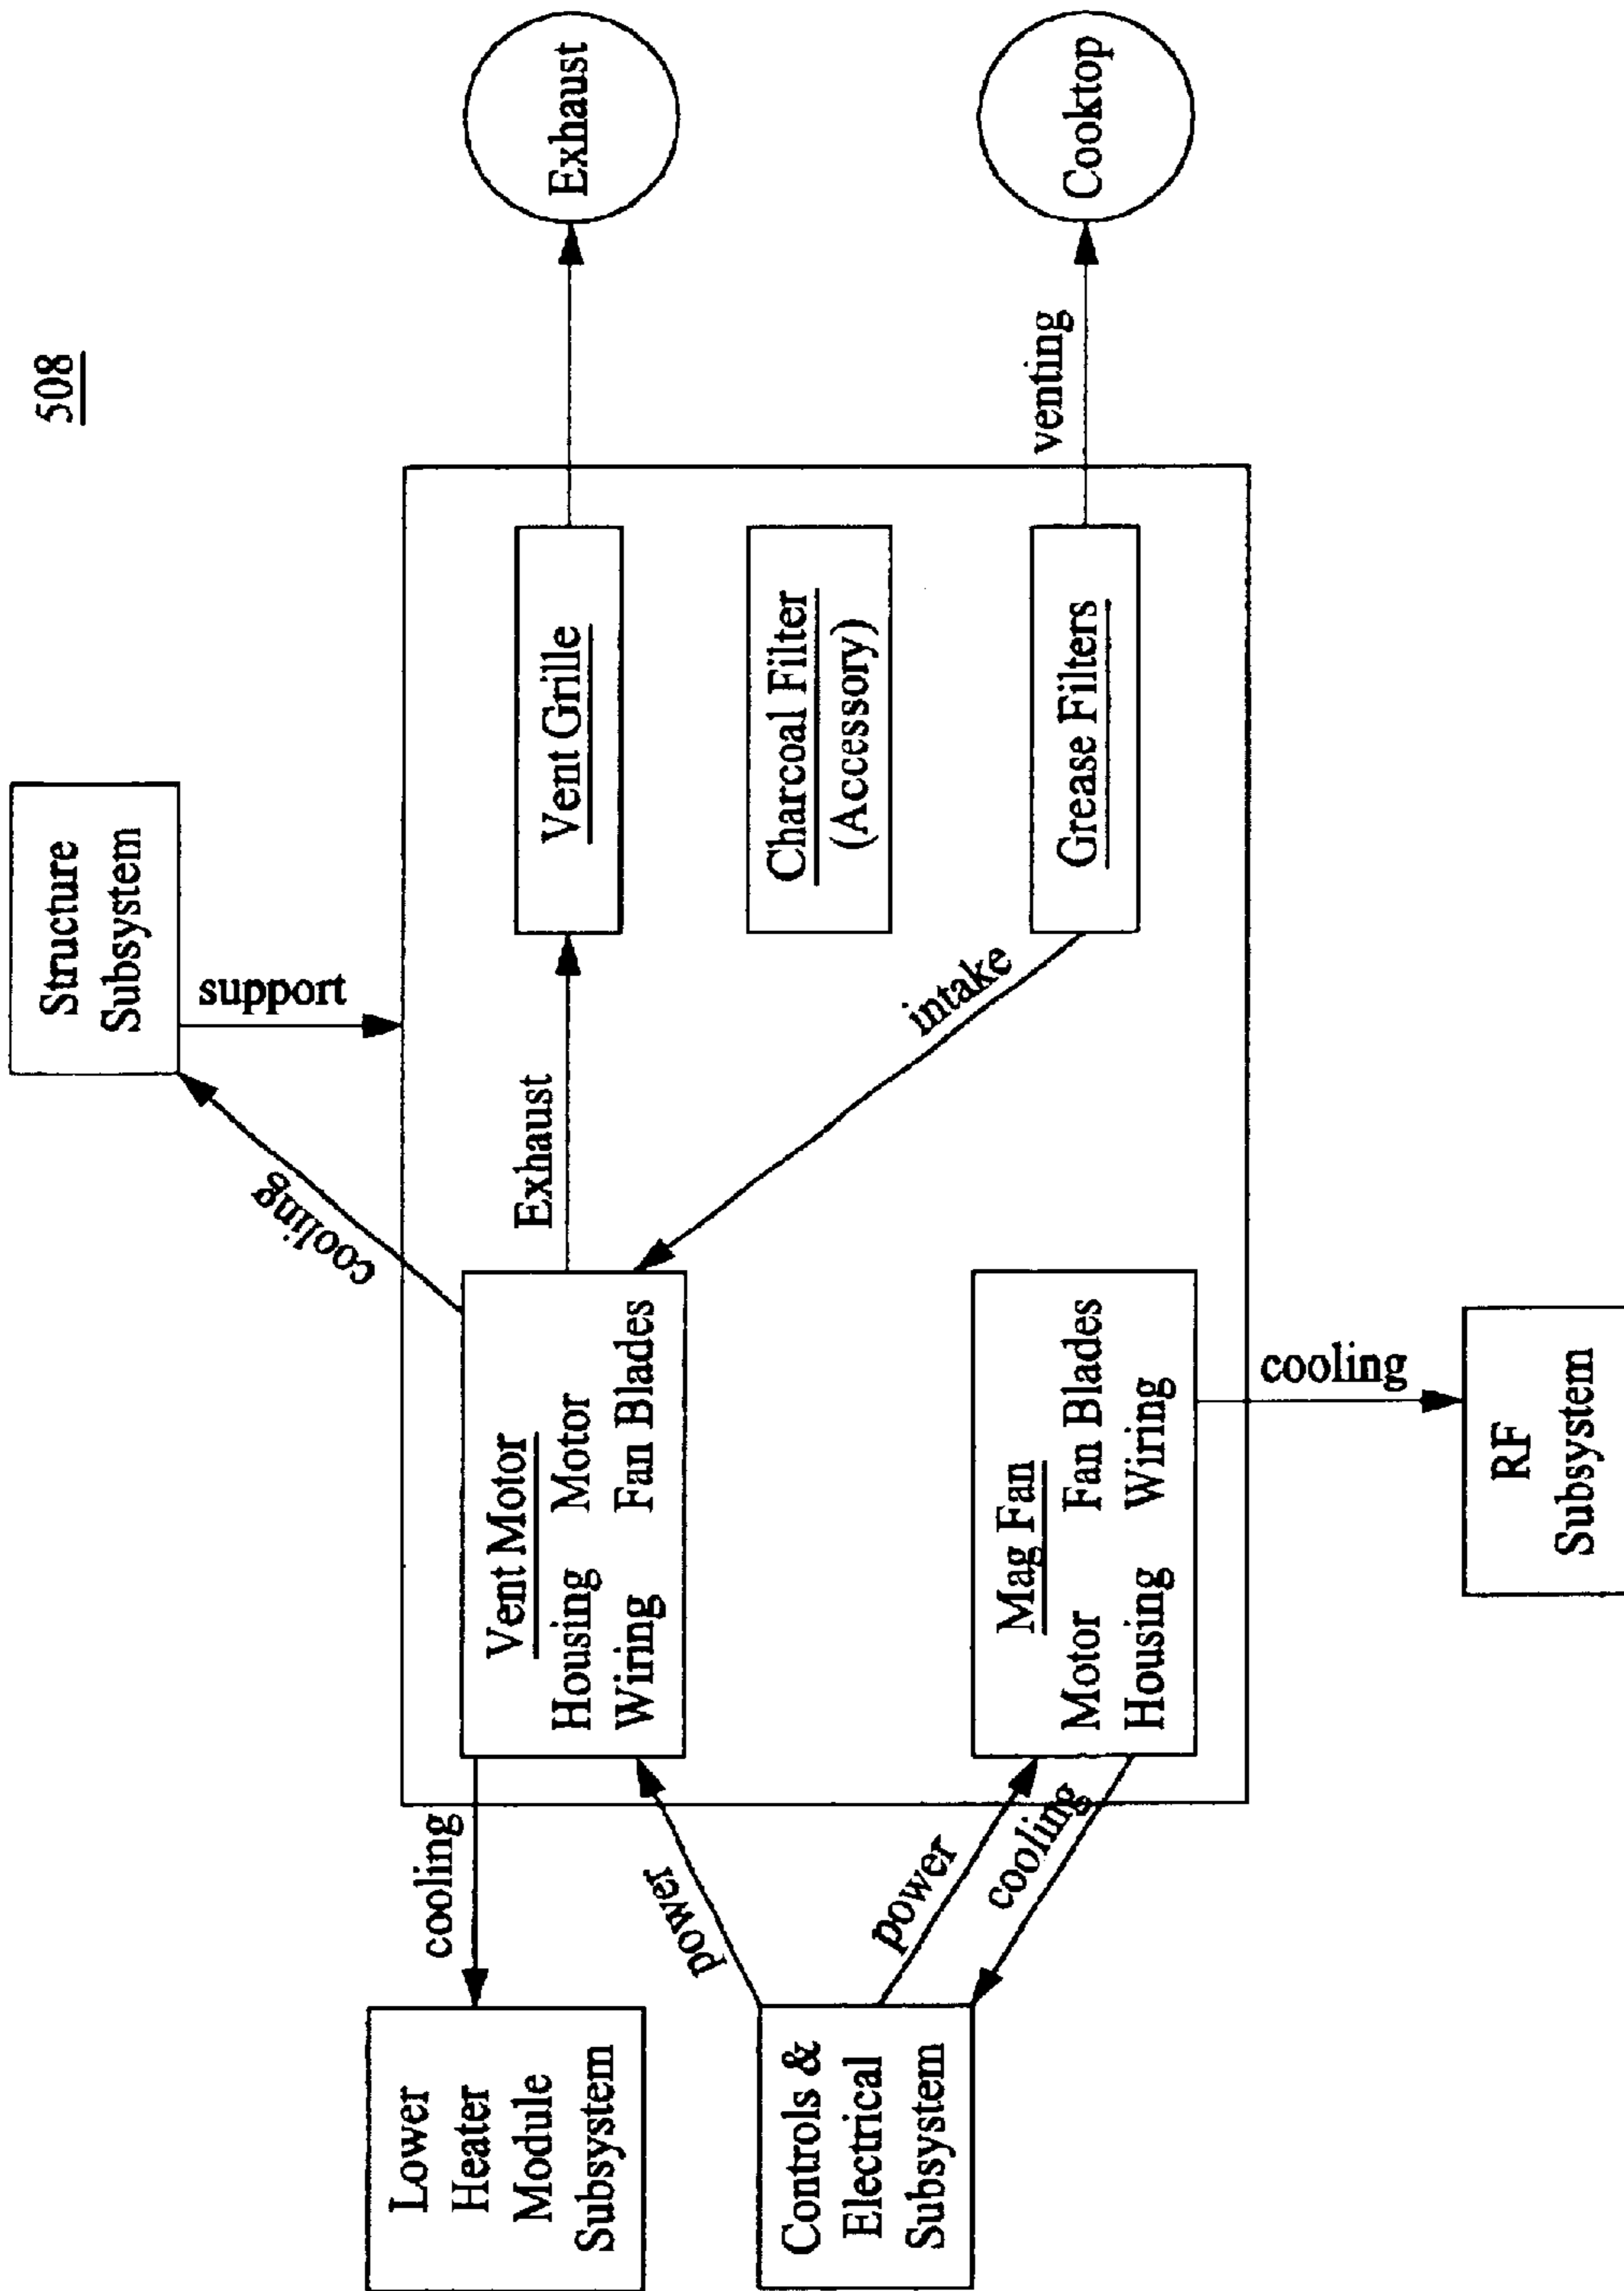 508
Structure
Subsystem
support
cooling
Lower
Heater
Module
Subsystem
cooling
Vent Motor
Housing Motor
Wiring Fan Blades
Exhaust
Vent Grille
Exhaust
Charcoal Filter
(Accessory)
intake
power
Controls &
Electrical
Subsystem
power
cooling
Mag Fan
Motor Fan Blades
Housing Wiring
Grease Filters
venting
Cooktop
cooling
RF
Subsystem